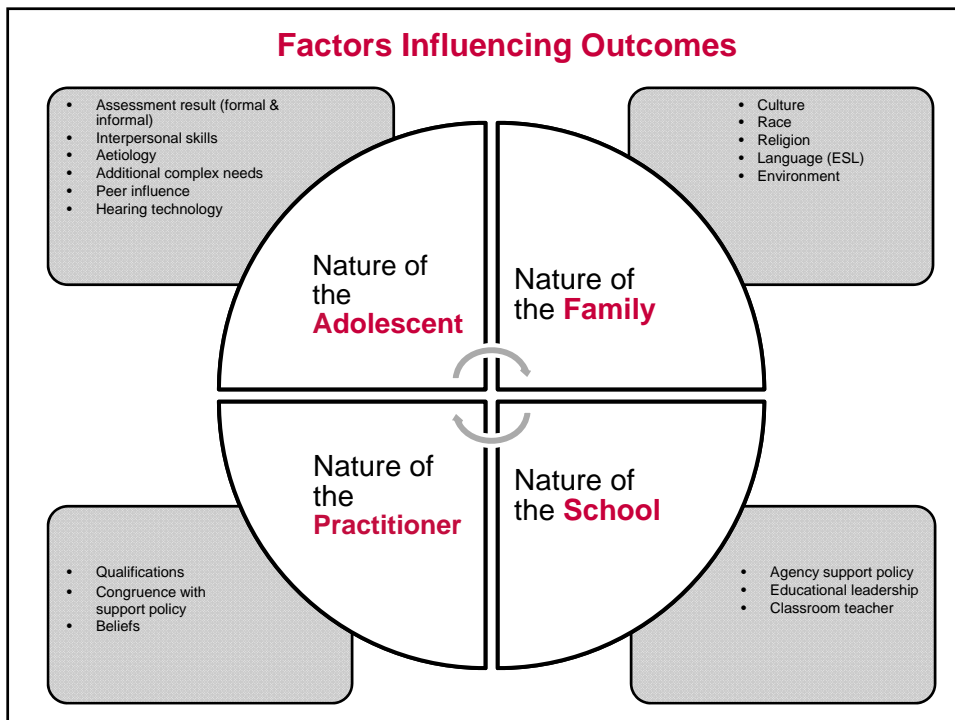 Factors Influencing Outcomes
• Assessment result (formal &
informal)
• Interpersonal skills
• Aetiology
• Additional complex needs
• Peer influence
• Hearing technology
• Culture
• Race
• Religion
• Language (ESL)
• Environment
Nature of
the
Adolescent
Nature of
the Family
Nature of
the
Practitioner
Nature of
the School
• Qualifications
• Congruence with
support policy
• Beliefs
• Agency support policy
• Educational leadership
• Classroom teacher